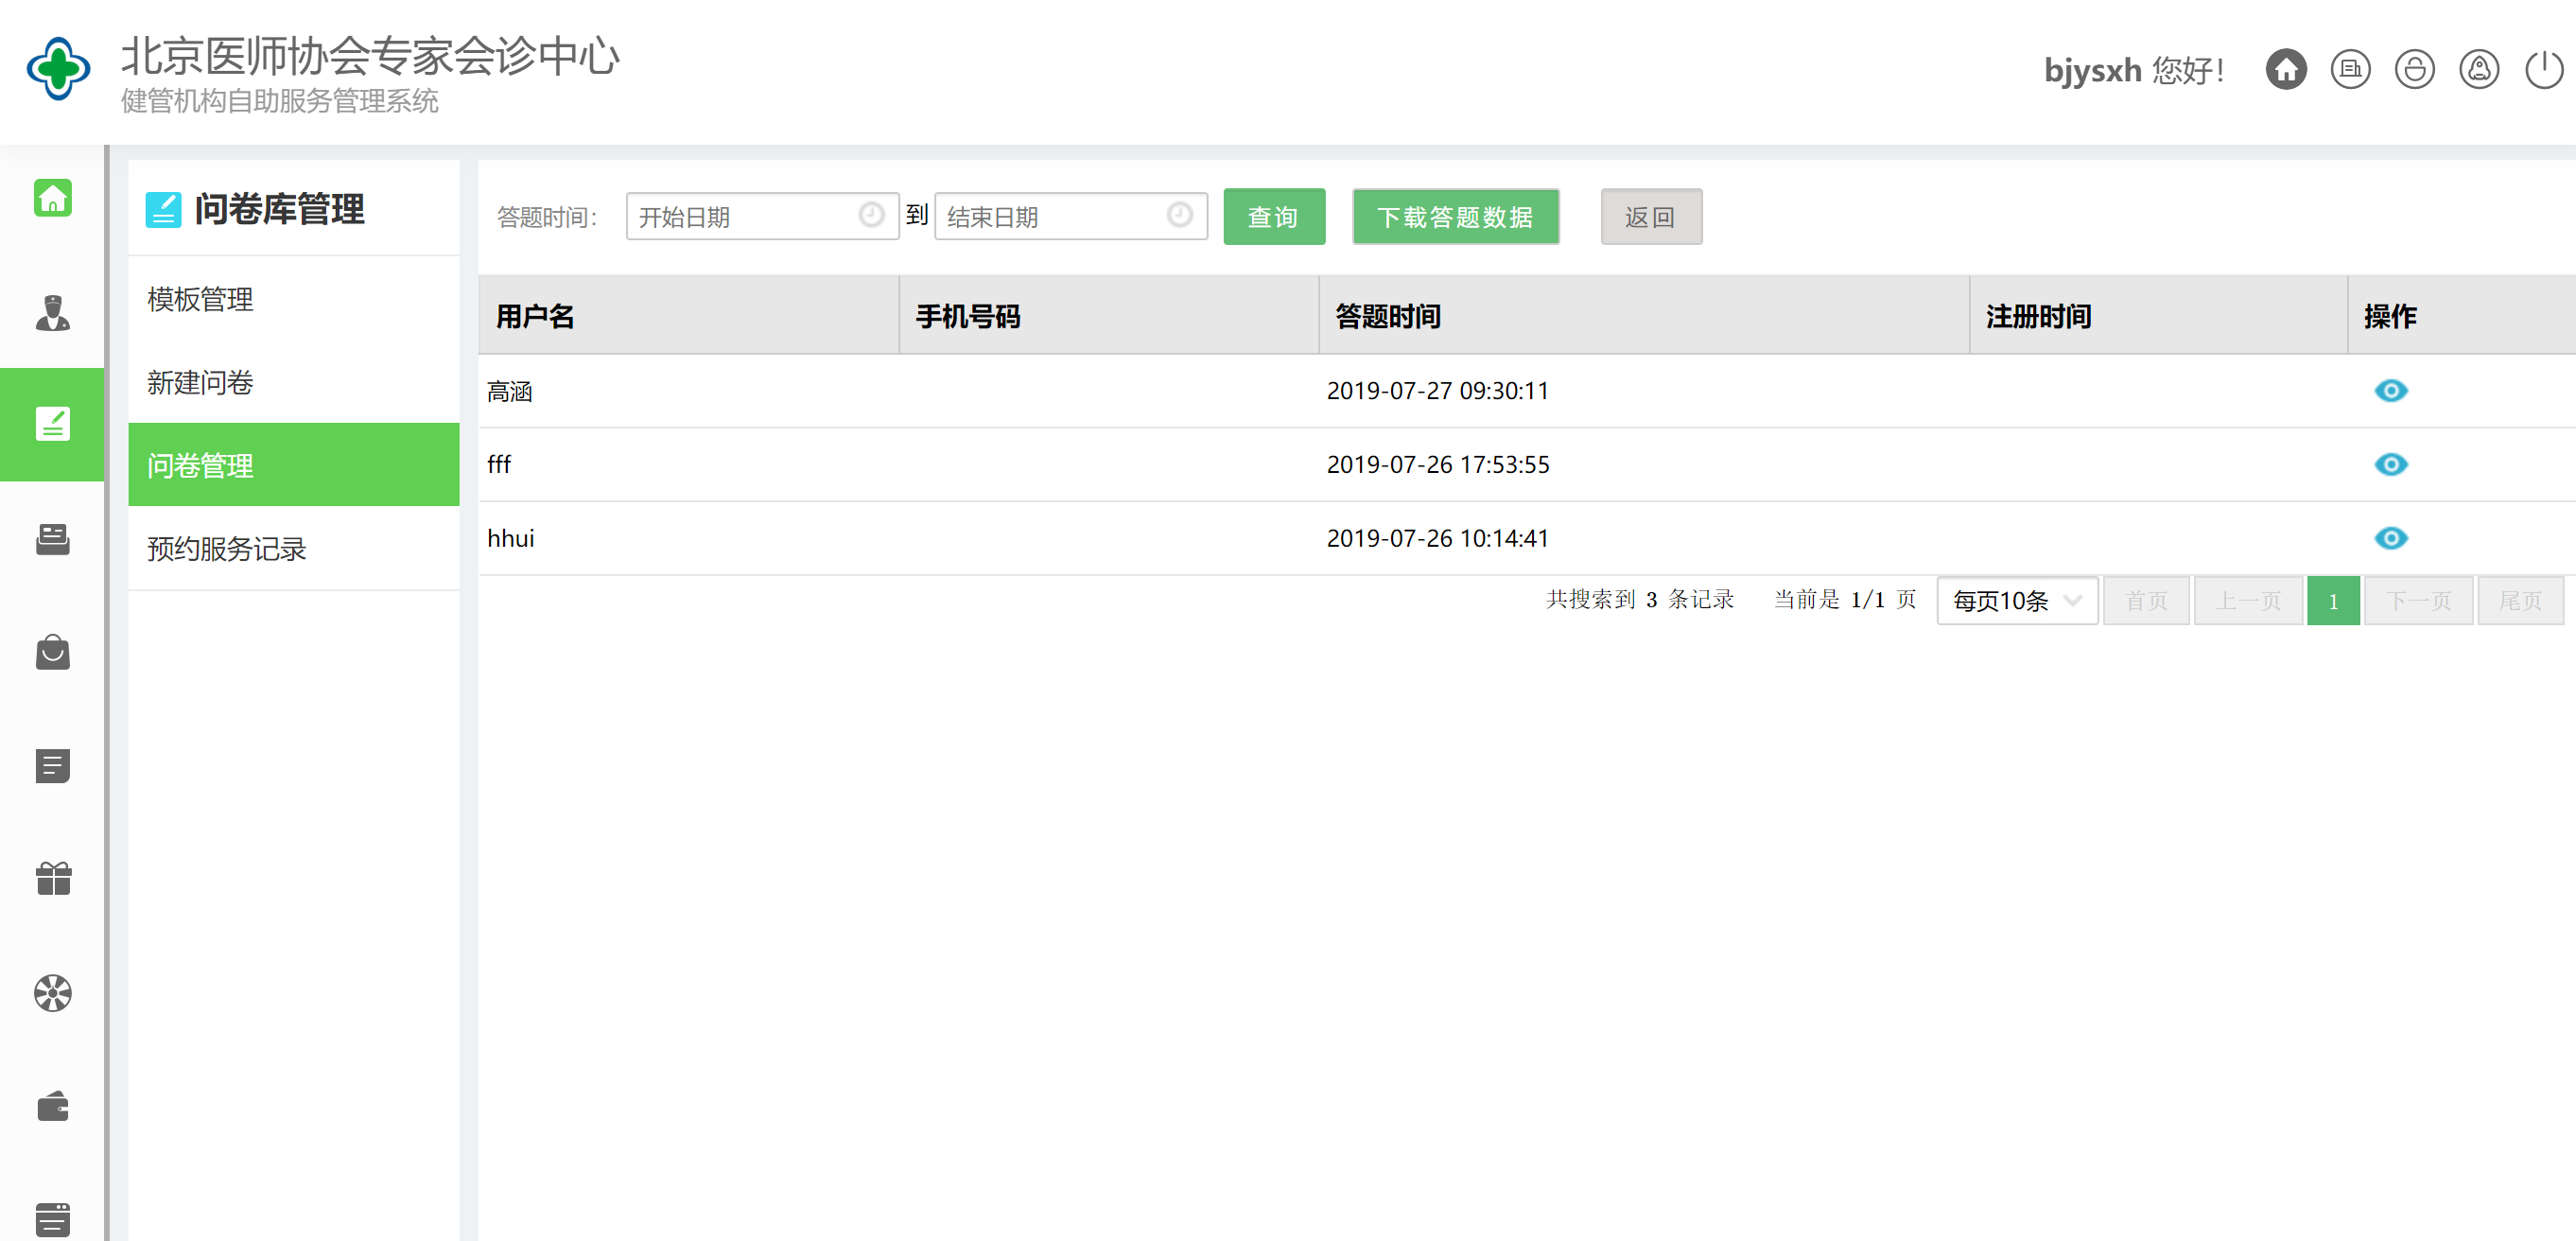 北京医师协会专家会诊中心
健管机构自助服务管理系统
bjysxh 您好！
问卷库管理
模板管理
新建问卷
问卷管理
预约服务记录
答题时间： 开始日期 到 结束日期 查询 下载答题数据 返回
用户名 手机号码 答题时间 注册时间 操作
高涵 2019-07-27 09:30:11
fff 2019-07-26 17:53:55
hhui 2019-07-26 10:14:41
共搜索到 3 条记录 当前是 1/1 页 每页10条 首页 上一页 1 下一页 尾页